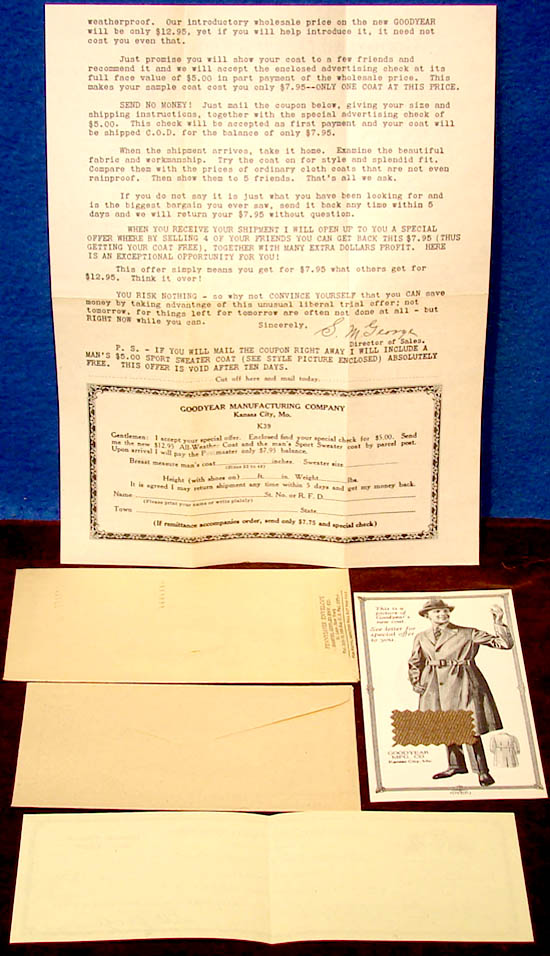 weatherproof. Our introductory wholesale price on the new GOODYEAR
will be only $12.95, yet if you will help introduce it, it need not
cost you even that.
Just promise you will show your coat to a few friends and
recommend it and we will accept the enclosed advertising check at its
full face value of $5.00 in part payment of the wholesale price. This
makes your sample coat cost you only $7.95--ONLY ONE COAT AT THIS PRICE.
SEND NO MONEY! Just mail the coupon below, giving your size and
shipping instructions, together with the special advertising check of
$5.00. This check will be accepted as first payment and your coat will
be shipped C.O.D. for the balance of only $7.95.
When the shipment arrives, take it home. Examine the beautiful
fabric and workmanship. Try the coat on for style and splendid fit.
Compare them with the prices of ordinary cloth coats that are not even
rainproof. Then show them to 5 friends. That's all we ask.
If you do not say it is just what you have been looking for and
is the biggest bargain you ever saw, send it back any time within 5
days and we will return your $7.95 without question.
WHEN YOU RECEIVE YOUR SHIPMENT I WILL OPEN UP TO YOU A SPECIAL
OFFER WHERE BY SELLING 4 OF YOUR FRIENDS YOU CAN GET BACK THIS $7.95 (THUS
GETTING YOUR COAT FREE), TOGETHER WITH MANY EXTRA DOLLARS PROFIT. HERE
IS AN EXCEPTIONAL OPPORTUNITY FOR YOU!
This offer simply means you get for $7.95 what others get for
$12.95. Think it over!
YOU RISK NOTHING - so why not CONVINCE YOURSELF that you CAN save
money by taking advantage of this unusual liberal trial offer; not
tomorrow, for things left for tomorrow are often not done at all - but
RIGHT NOW while you can.
Sincerely,
S. M. George
Director of Sales.
P. S. - IF YOU WILL MAIL THE COUPON RIGHT AWAY I WILL INCLUDE A
MAN'S $5.00 SPORT SWEATER COAT (SEE STYLE PICTURE ENCLOSED) ABSOLUTELY
FREE. THIS OFFER IS VOID AFTER TEN DAYS.
Cut off here and mail today.
GOODYEAR MANUFACTURING COMPANY
Kansas City, Mo.
K39
Gentlemen: I accept your special offer. Enclosed find your special check for $5.00. Send
me the new $12.95 All-Weather Coat and the man's Sport Sweater coat by parcel post.
Upon arrival I will pay the Postmaster only $7.95 balance.
Breast measure man's coat inches. Sweater size
Height (with shoes on) ft. in. Weight lbs.
It is agreed I may return shipment any time within 5 days and get my money back.
Name St. No. or R. F. D.
(Please print your name or write plainly)
Town State
(If remittance accompanies order, send only $7.75 and special check)
This is a
picture of
Goodyear's
new coat.
See letter for
special offer
to you.
GOODYEAR
MFG. CO.
Kansas City, Mo.
(OVER)